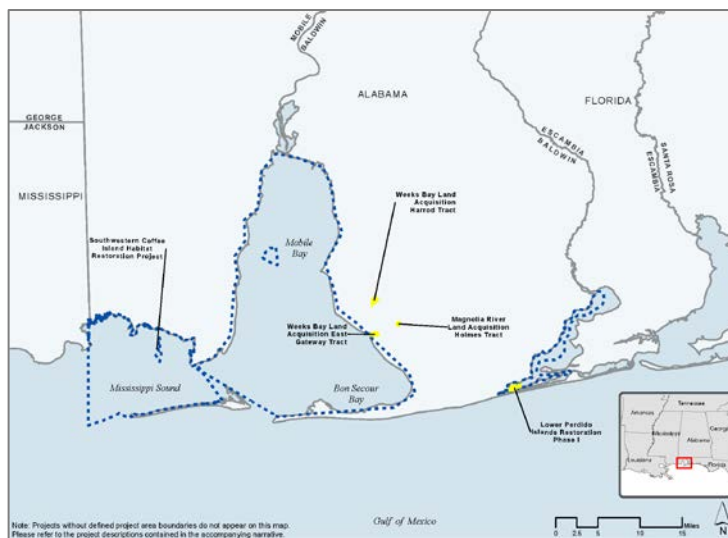 MOBILE
BALDWIN
ALABAMA
FLORIDA
GEORGE
JACKSON
ESCAMBIA
BALDWIN
SANTA ROSA
ESCAMBIA
MISSISSIPPI
Weeks Bay Land
Acquisition
Harrod Tract
Southwestern Coffee
Island Habitat
Restoration Project
Mobile
Bay
Weeks Bay Land
Acquisition East
Gateway Tract
Magnolia River
Land Acquisition
Holmes Tract
Mississippi Sound
Bon Secour
Bay
Lower Perdido
Islands Restoration
Phase I
Tennessee
Arkansas
Mississippi
Alabama
Georgia
Louisiana
Florida
Gulf of Mexico
Note: Projects without defined project area boundaries do not appear on this map.
Please refer to the project descriptions contained in the accompanying narrative.
0 2.5 5 10 15
Miles
N